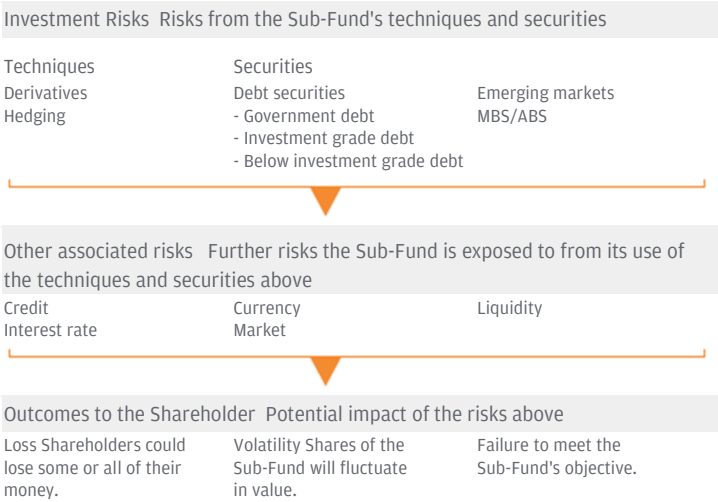 Investment Risks Risks from the Sub-Fund's techniques and securities
Techniques
Derivatives
Hedging
Securities
Debt securities
- Government debt
- Investment grade debt
- Below investment grade debt
Emerging markets
MBS/ABS
Other associated risks Further risks the Sub-Fund is exposed to from its use of
the techniques and securities above
Credit
Interest rate
Currency
Market
Liquidity
Outcomes to the Shareholder Potential impact of the risks above
Loss Shareholders could
lose some or all of their
money.
Volatility Shares of the
Sub-Fund will fluctuate
in value.
Failure to meet the
Sub-Fund's objective.